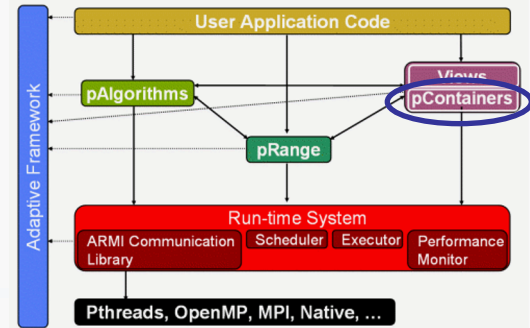 User Application Code
Adaptive Framework
Views
pAlgorithms
pContainers
pRange
Run-time System
ARMI Communication
Library
Scheduler
Executor
Performance
Monitor
Pthreads, OpenMP, MPI, Native, ...